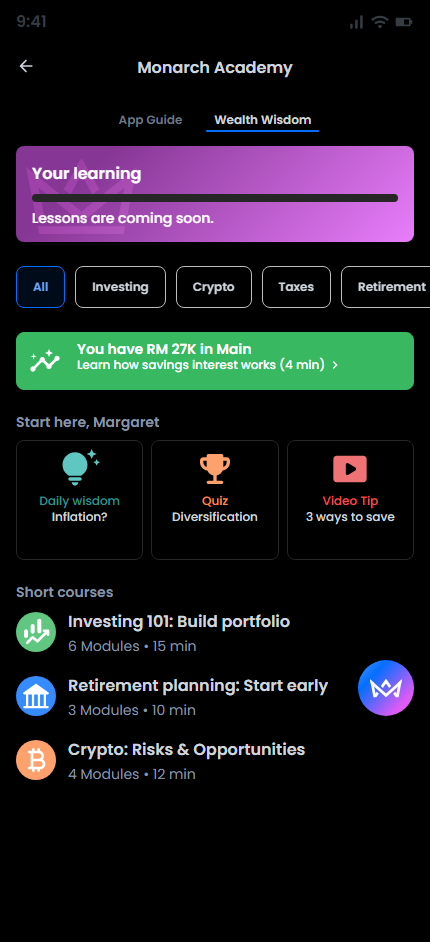 9:41
Monarch Academy
App Guide
Wealth Wisdom
Your learning
Lessons are coming soon.
All
Investing
Crypto
Taxes
Retirement
You have RM 27K in Main
Learn how savings interest works (4 min)
Start here, Margaret
Daily wisdom
Inflation?
Quiz
Diversification
Video Tip
3 ways to save
Short courses
Investing 101: Build portfolio
6 Modules • 15 min
Retirement planning: Start early
3 Modules • 10 min
Crypto: Risks & Opportunities
4 Modules • 12 min